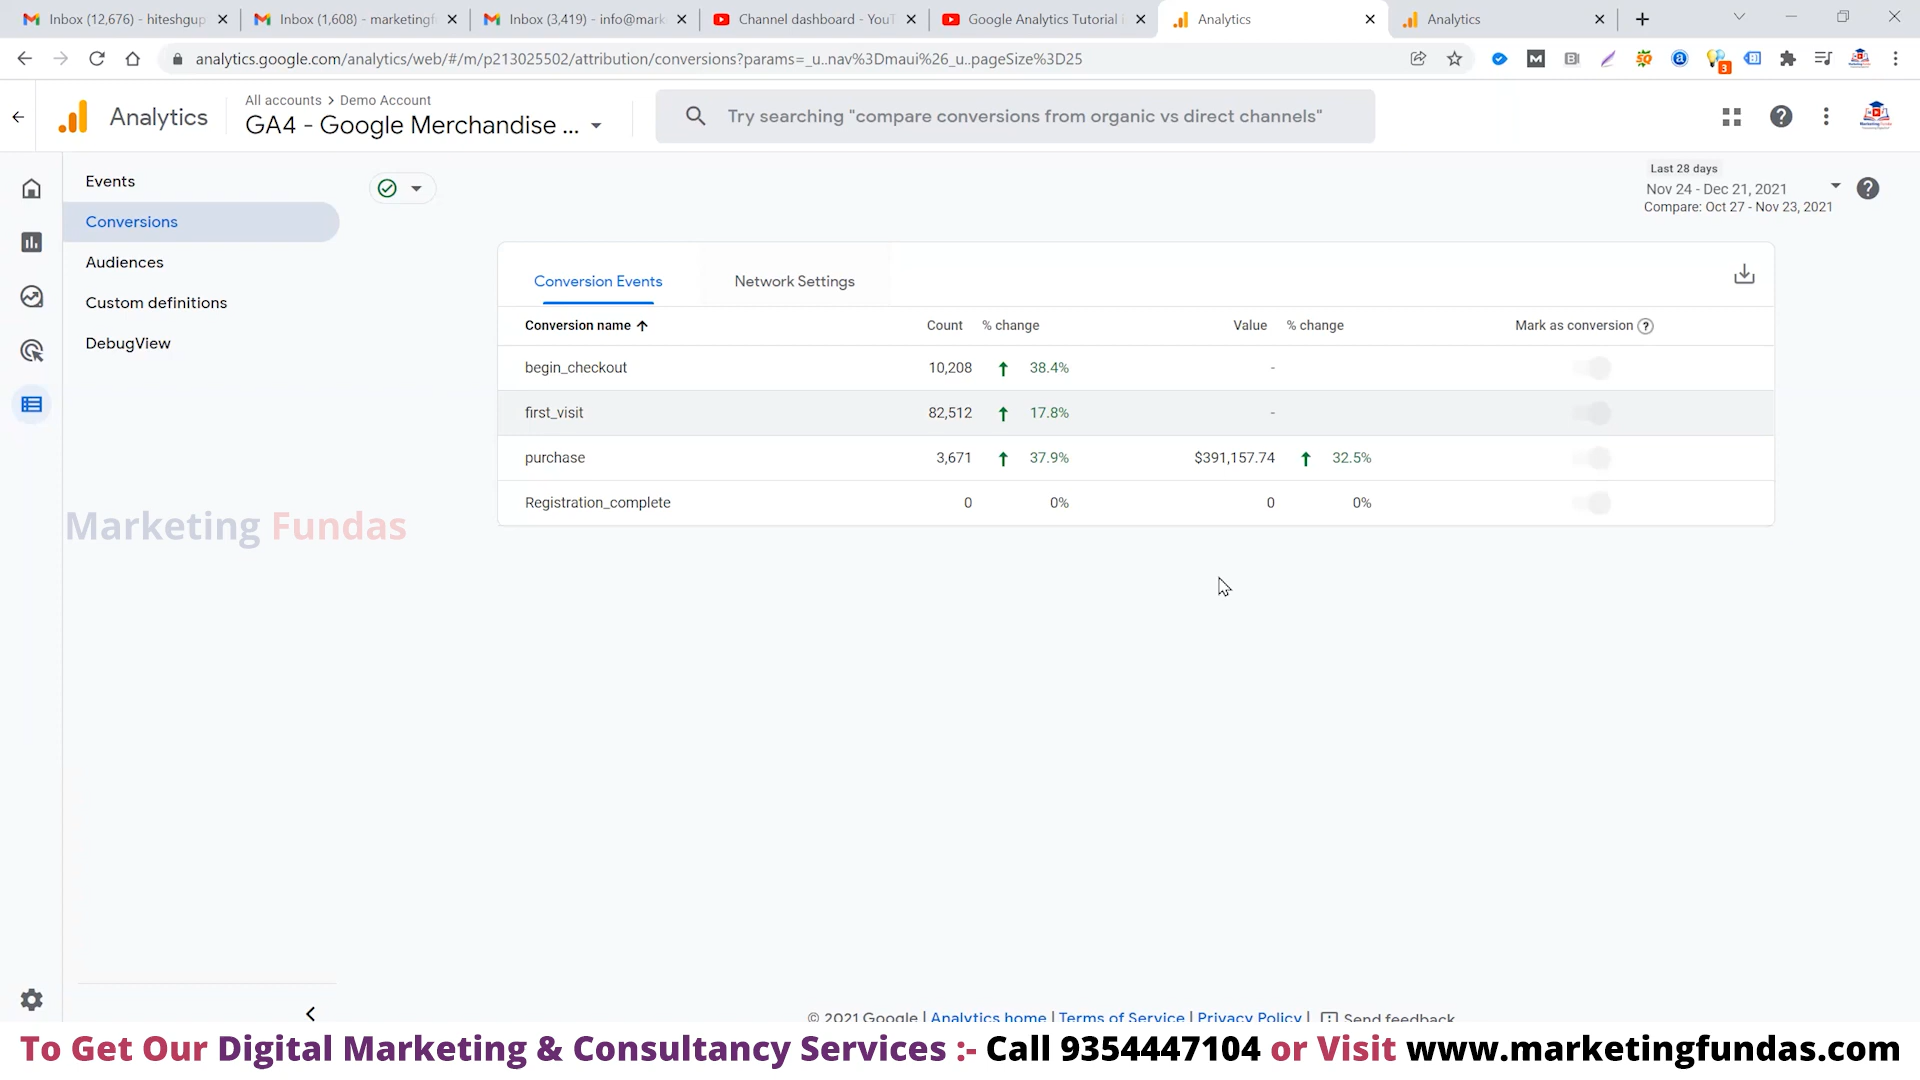 Inbox (12,676) - hiteshgup
Inbox (1,608) - marketingf
Inbox (3,419) - info@mark
Channel dashboard - YouT
Google Analytics Tutorial i
Analytics
Analytics
analytics.google.com/analytics/web/#/m/p213025502/attribution/conversions?params=_u..nav%3Dmaui%26_u..pageSize%3D25
3
Analytics
All accounts > Demo Account
GA4 - Google Merchandise ...
Try searching "compare conversions from organic vs direct channels"
Events
Conversions
Audiences
Custom definitions
DebugView
Last 28 days
Nov 24 - Dec 21, 2021
Compare: Oct 27 - Nov 23, 2021
Conversion Events
Network Settings
Conversion name Count % change Value % change Mark as conversion
begin_checkout 10,208 38.4% -
first_visit 82,512 17.8% -
purchase 3,671 37.9% $391,157.74 32.5%
Registration_complete 0 0% 0 0%
Marketing Fundas
© 2021 Google | Analytics home | Terms of Service | Privacy Policy | Send feedback
To Get Our Digital Marketing & Consultancy Services :- Call 9354447104 or Visit www.marketingfundas.com